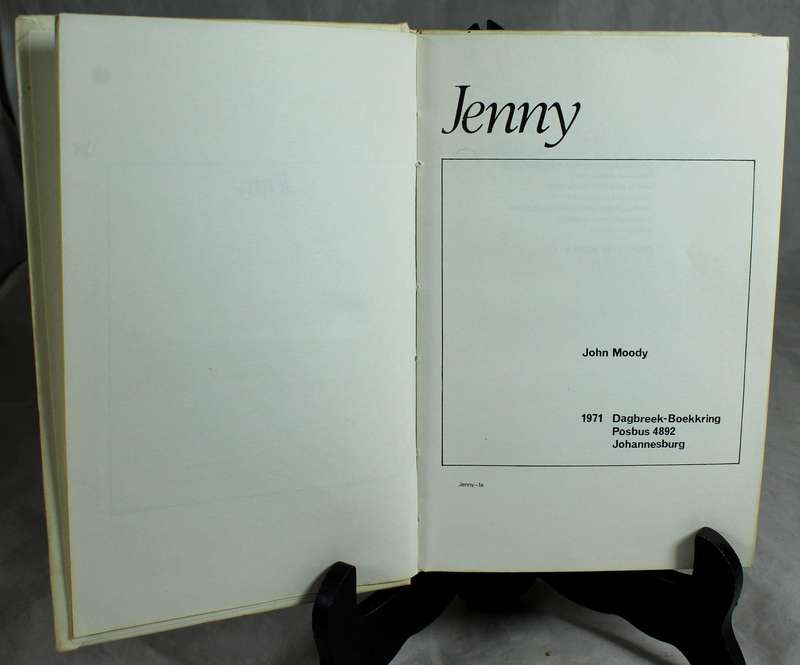 Jenny
John Moody
1971 Dagbreek-Boekkring
Posbus 4892
Johannesburg
Jenny-1a